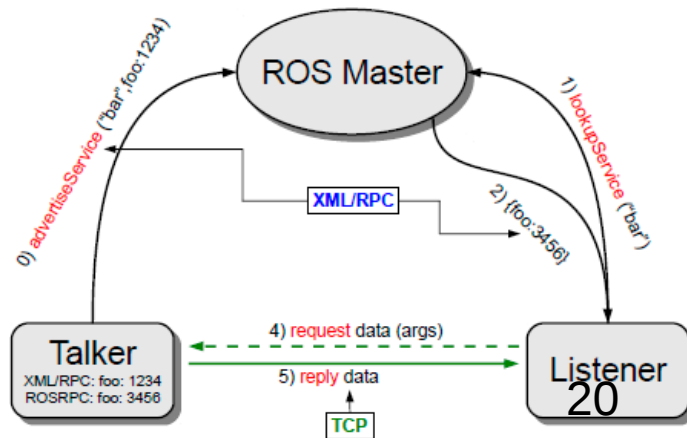 ROS Master
0) advertiseService ("bar",foo:1234)
1) lookupService ("bar")
XML/RPC
2) {foo:3456}
4) request data (args)
Talker
XML/RPC: foo: 1234
ROSRPC: foo: 3456
Listener
20
5) reply data
TCP